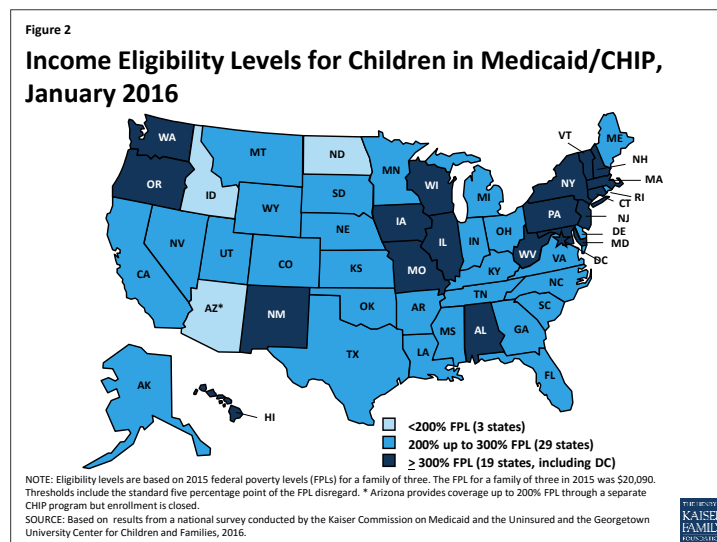 Figure 2
Income Eligibility Levels for Children in Medicaid/CHIP,
January 2016
WA
MT
ND
MN
VT
ME
NH
MA
RI
CT
NJ
DE
MD
DC
OR
ID
SD
WI
MI
NY
WY
IA
NE
PA
NV
UT
CO
IL
IN
OH
WV
VA
CA
KS
MO
KY
NC
TN
SC
AZ*
NM
OK
AR
MS
AL
GA
TX
LA
FL
AK
HI
<200% FPL (3 states)
200% up to 300% FPL (29 states)
≥ 300% FPL (19 states, including DC)
NOTE: Eligibility levels are based on 2015 federal poverty levels (FPLs) for a family of three. The FPL for a family of three in 2015 was $20,090.
Thresholds include the standard five percentage point of the FPL disregard. * Arizona provides coverage up to 200% FPL through a separate
CHIP program but enrollment is closed.
SOURCE: Based on results from a national survey conducted by the Kaiser Commission on Medicaid and the Uninsured and the Georgetown
University Center for Children and Families, 2016.
THE HENRY J.
KAISER
FAMILY
FOUNDATION